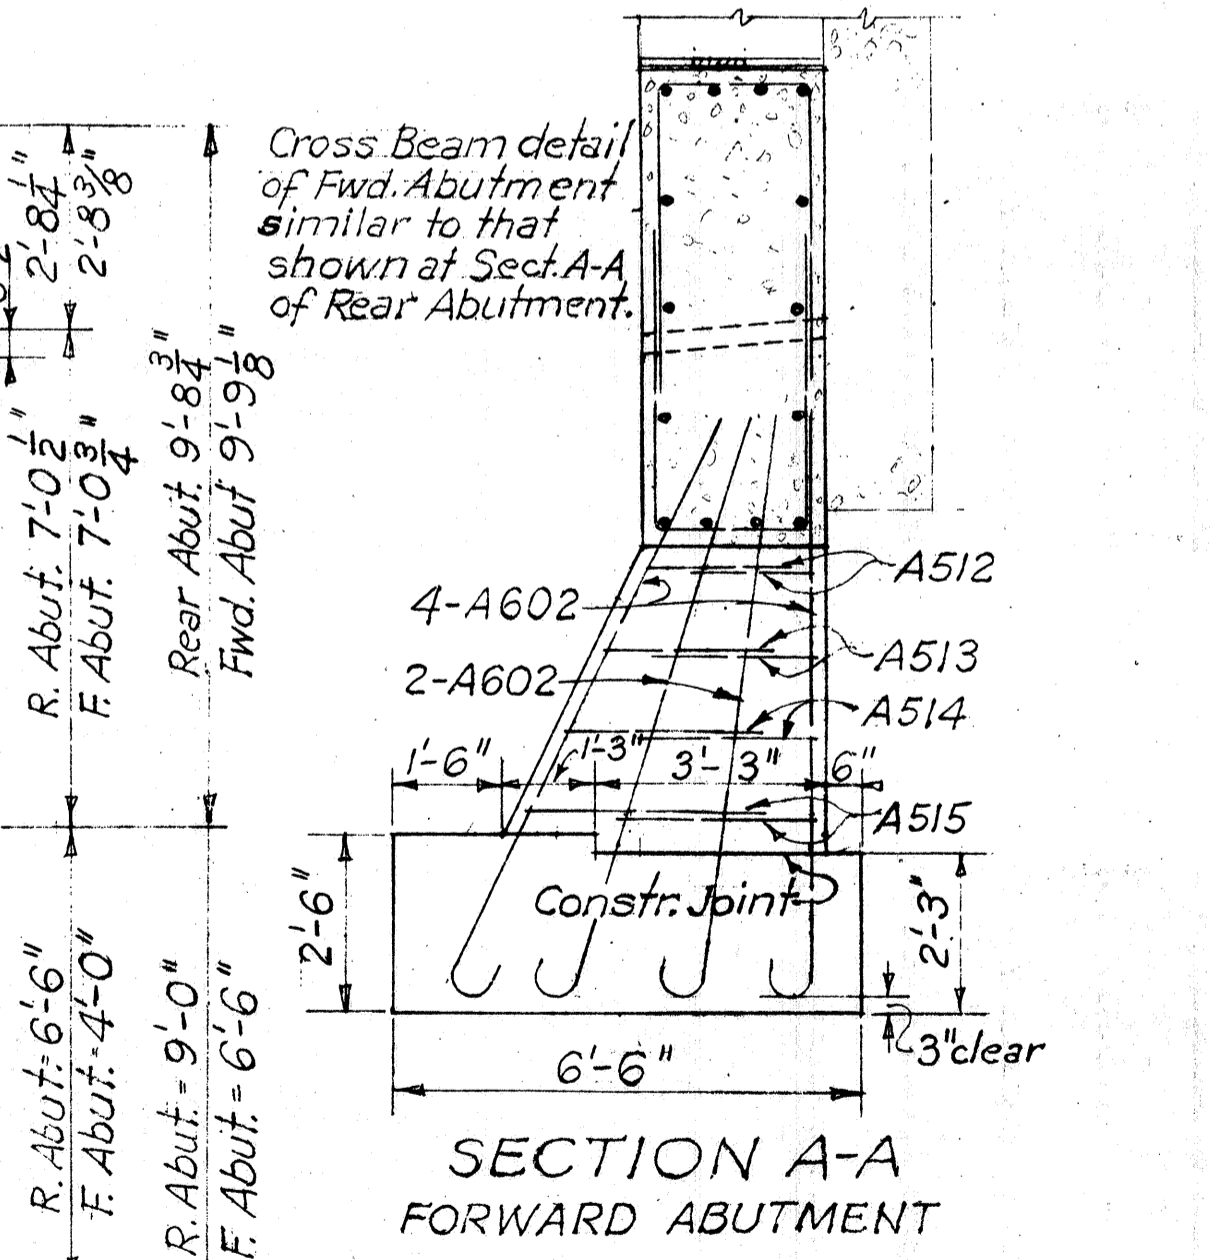 Cross Beam detail
of Fwd. Abutment
similar to that
shown at Sect. A-A
of Rear Abutment.
2'-8 1/4"
2'-8 3/8"
R. Abut. 7'-0 1/2"
F. Abut. 7'-0 3/4"
Rear Abut. 9'-8 3/4"
Fwd. Abut 9'-9 1/8"
A512
4-A602
A513
2-A602
A514
1'-6"
1'-3"
3'-3"
6"
A515
Constr. Joint
2'-6"
2'-3"
3" clear
6'-6"
R. Abut. = 6'-6"
F. Abut. = 4'-0"
R. Abut. = 9'-0"
F. Abut. = 6'-6"
SECTION A-A
FORWARD ABUTMENT